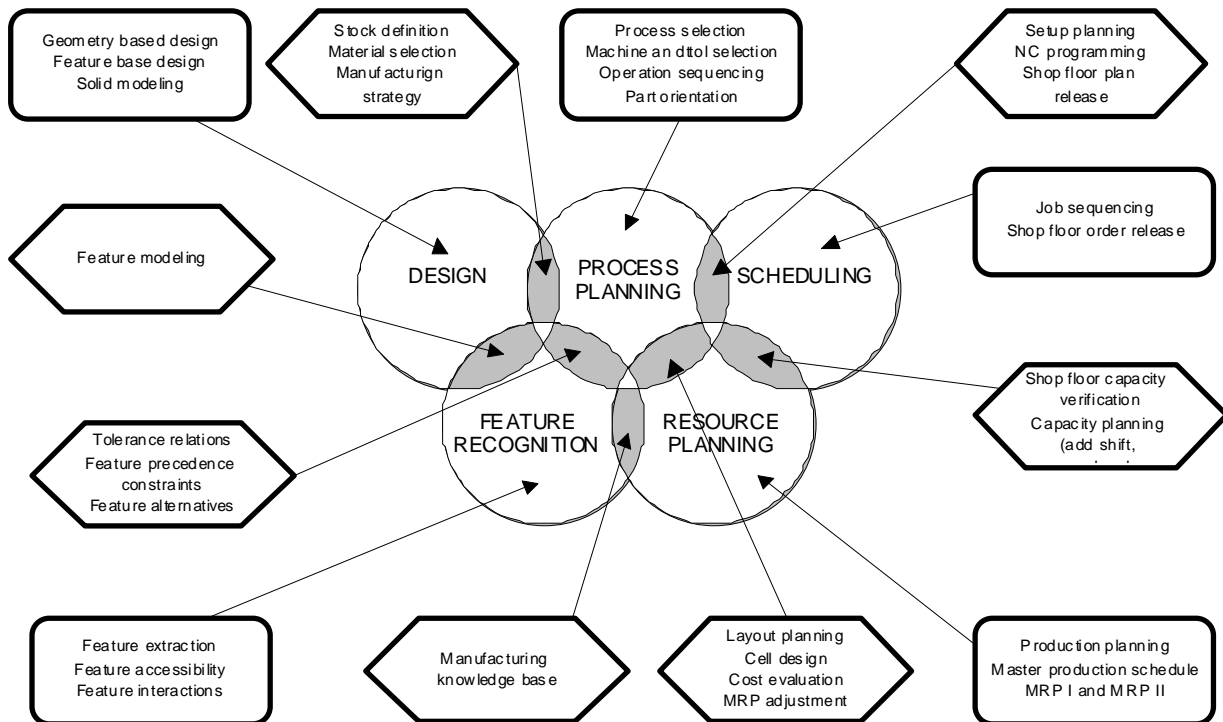 Geometry based design
Feature base design
Solid modeling
Stock definition
Material selection
Manufacturign
strategy
Process selection
Machine an dttol selection
Operation sequencing
Part orientation
Setup planning
NC programming
Shop floor plan
release
Job sequencing
Shop floor order release
Feature modeling
DESIGN
PROCESS
PLANNING
SCHEDULING
FEATURE
RECOGNITION
RESOURCE
PLANNING
Shop floor capacity
verification
Capacity planning
(add shift,
Tolerance relations
Feature precedence
constraints
Feature alternatives
Feature extraction
Feature accessibility
Feature interactions
Manufacturing
knowledge base
Layout planning
Cell design
Cost evaluation
MRP adjustment
Production planning
Master production schedule
MRP I and MRP II